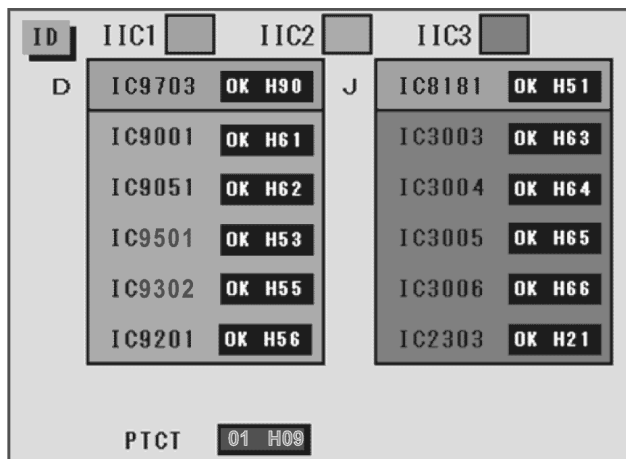 ID IIC1 IIC2 IIC3
D IC9703 OK H90 J IC8181 OK H51
IC9001 OK H61 IC3003 OK H63
IC9051 OK H62 IC3004 OK H64
IC9501 OK H53 IC3005 OK H65
IC9302 OK H55 IC3006 OK H66
IC9201 OK H56 IC2303 OK H21
PTCT 01 H09